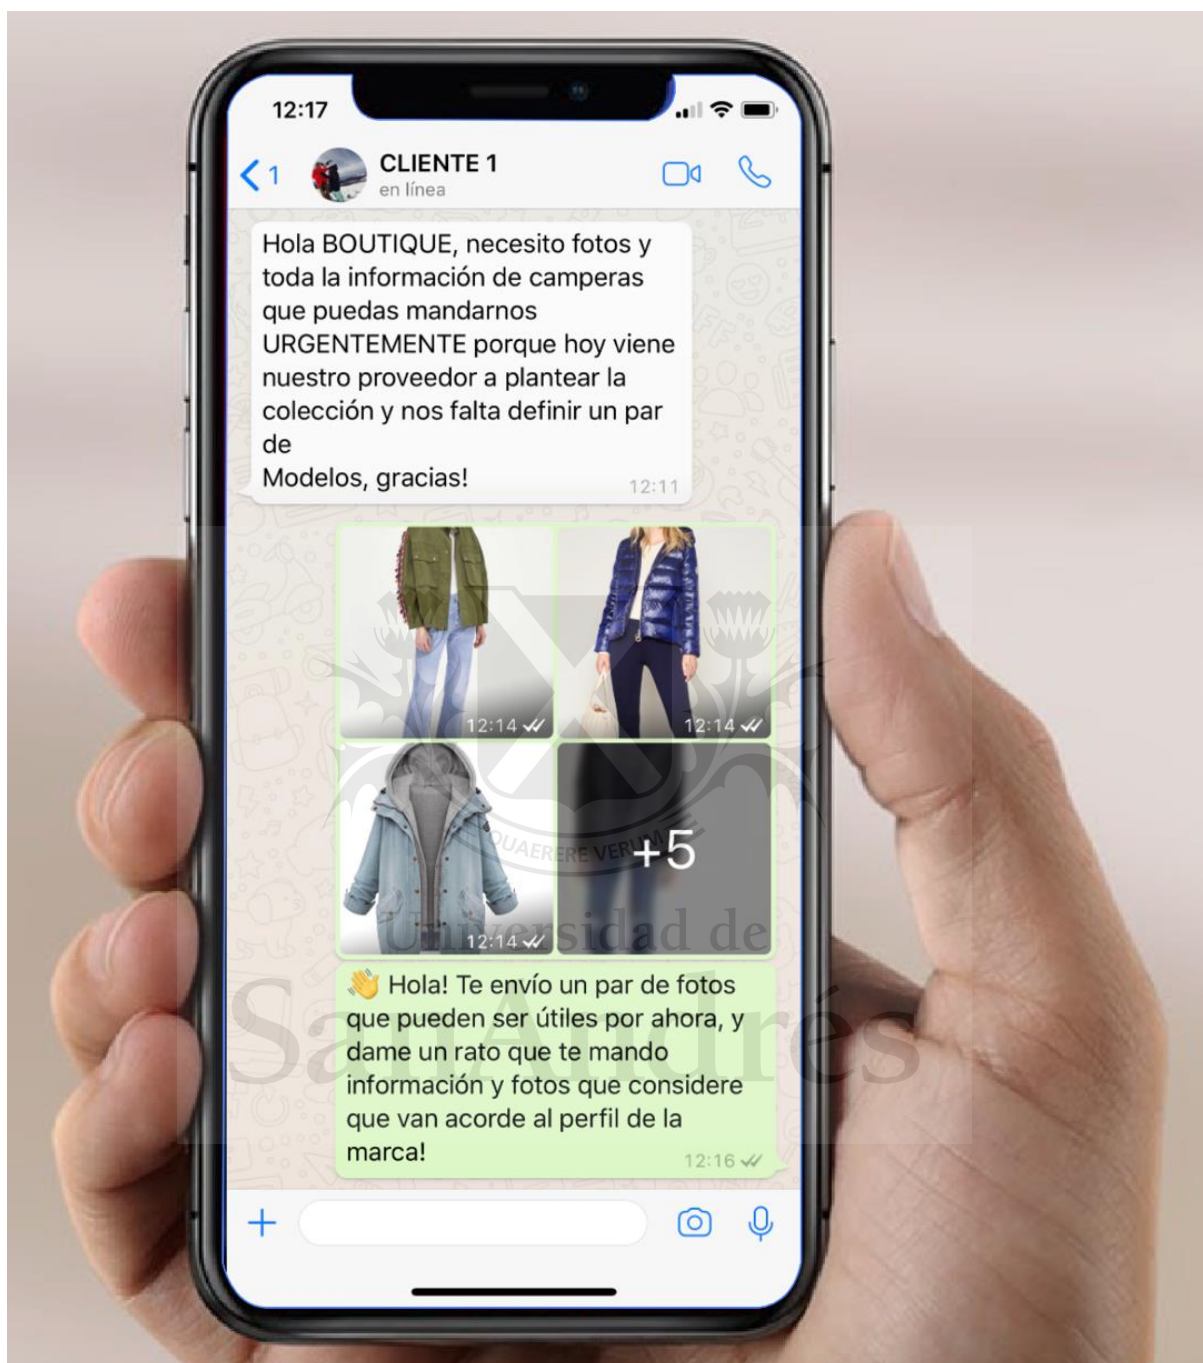 12:17
1
CLIENTE 1
en línea
Hola BOUTIQUE, necesito fotos y
toda la información de camperas
que puedas mandarnos
URGENTEMENTE porque hoy viene
nuestro proveedor a plantear la
colección y nos falta definir un par
de
Modelos, gracias!
12:11
12:14
12:14
12:14
+5
QUAERERE VERUM
Universidad de
SanAndrés
👋 Hola! Te envío un par de fotos
que pueden ser útiles por ahora, y
dame un rato que te mando
información y fotos que considere
que van acorde al perfil de la
marca!
12:16